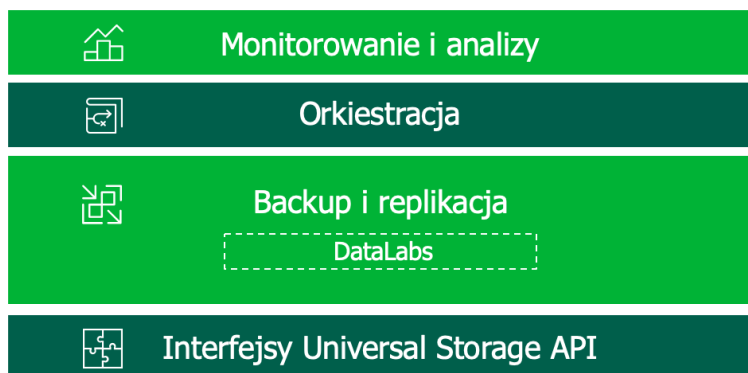 Monitorowanie i analizy
Orkiestracja
Backup i replikacja
DataLabs
Interfejsy Universal Storage API